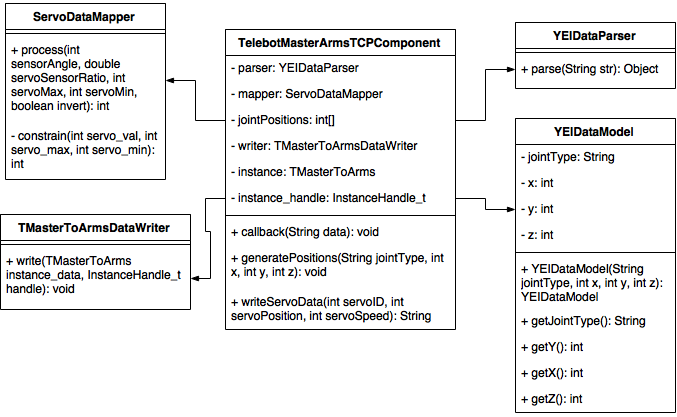 ServoDataMapper
+ process(int
sensorAngle, double
servoSensorRatio, int
servoMax, int servoMin,
boolean invert): int
- constrain(int servo_val, int
servo_max, int servo_min):
int
TMasterToArmsDataWriter
+ write(TMasterToArms
instance_data, InstanceHandle_t
handle): void
TelebotMasterArmsTCPComponent
- parser: YEIDataParser
- mapper: ServoDataMapper
- jointPositions: int[]
- writer: TMasterToArmsDataWriter
- instance: TMasterToArms
- instance_handle: InstanceHandle_t
+ callback(String data): void
+ generatePositions(String jointType, int
x, int y, int z): void
+ writeServoData(int servoID, int
servoPosition, int servoSpeed): String
YEIDataParser
+ parse(String str): Object
YEIDataModel
- jointType: String
- x: int
- y: int
- z: int
+ YEIDataModel(String
jointType, int x, int y, int z):
YEIDataModel
+ getJointType(): String
+ getY(): int
+ getX(): int
+ getZ(): int